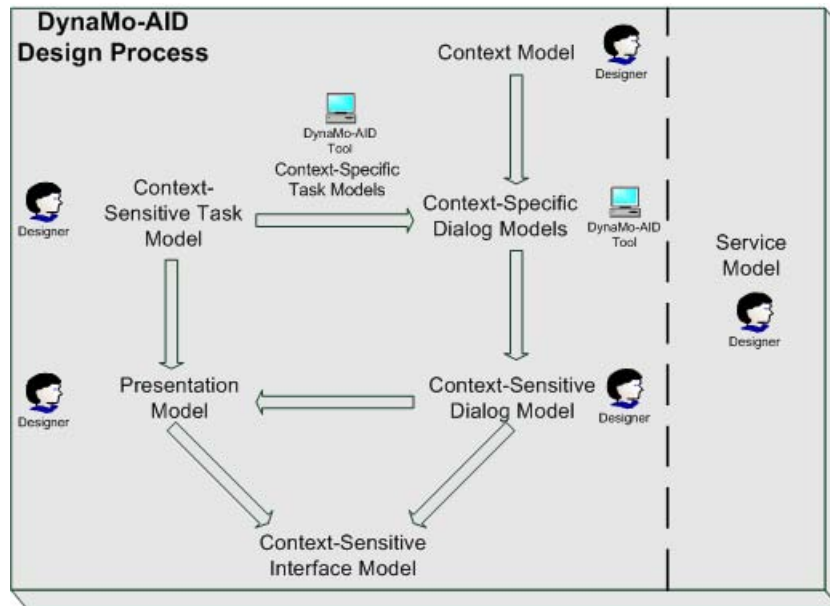 DynaMo-AID
Design Process
Context Model
Designer
DynaMo-AID
Tool
Context-Specific
Task Models
Designer
Context-
Sensitive Task
Model
Context-Specific
Dialog Models
DynaMo-AID
Tool
Service
Model
Designer
Designer
Presentation
Model
Context-Sensitive
Dialog Model
Designer
Context-Sensitive
Interface Model